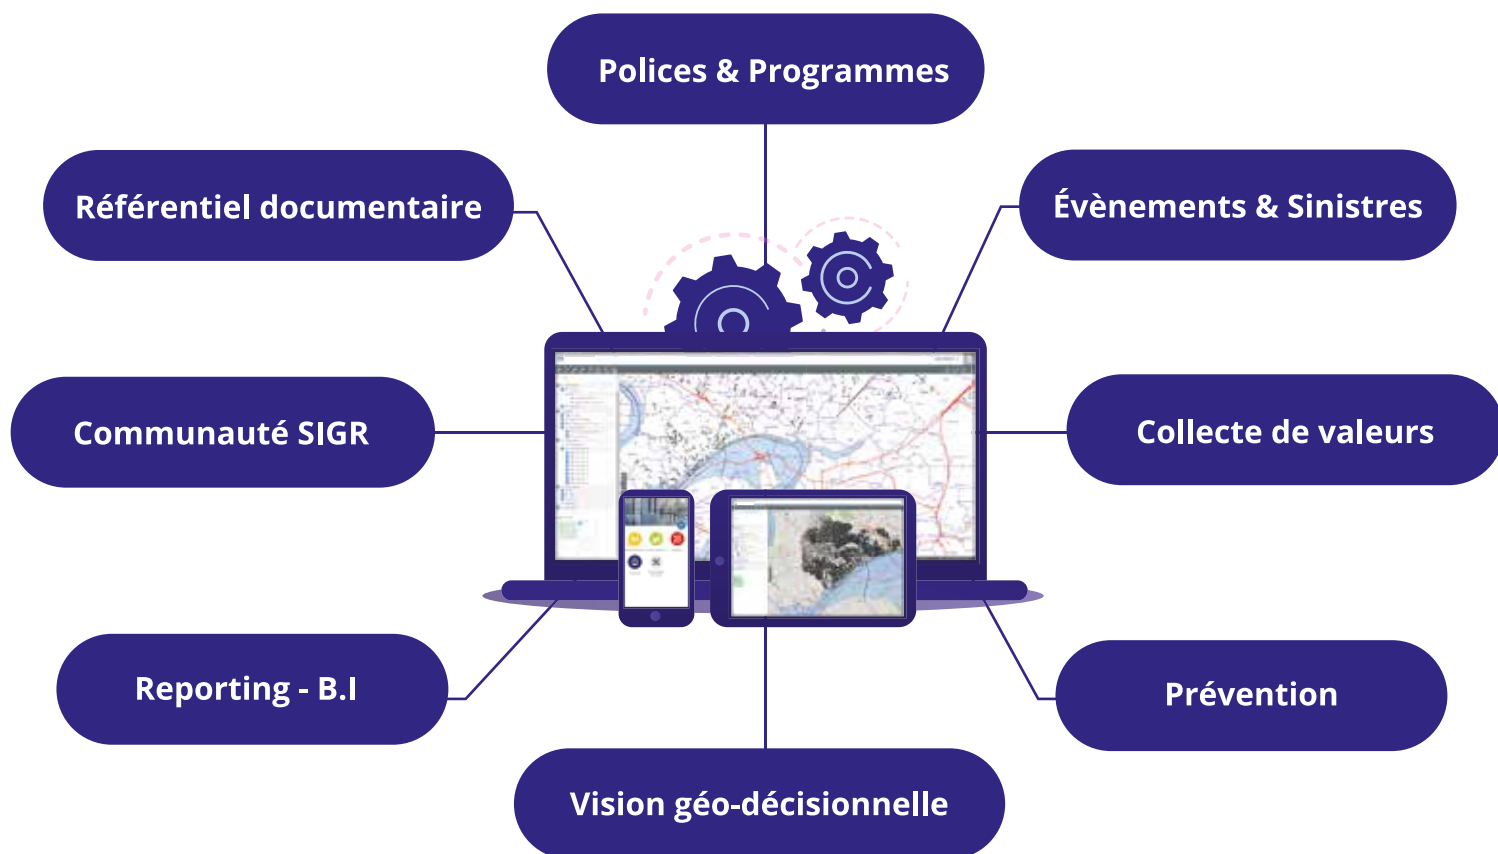 Polices & Programmes
Référentiel documentaire
Évènements & Sinistres
Communauté SIGR
Collecte de valeurs
Reporting - B.I
Prévention
Vision géo-décisionnelle